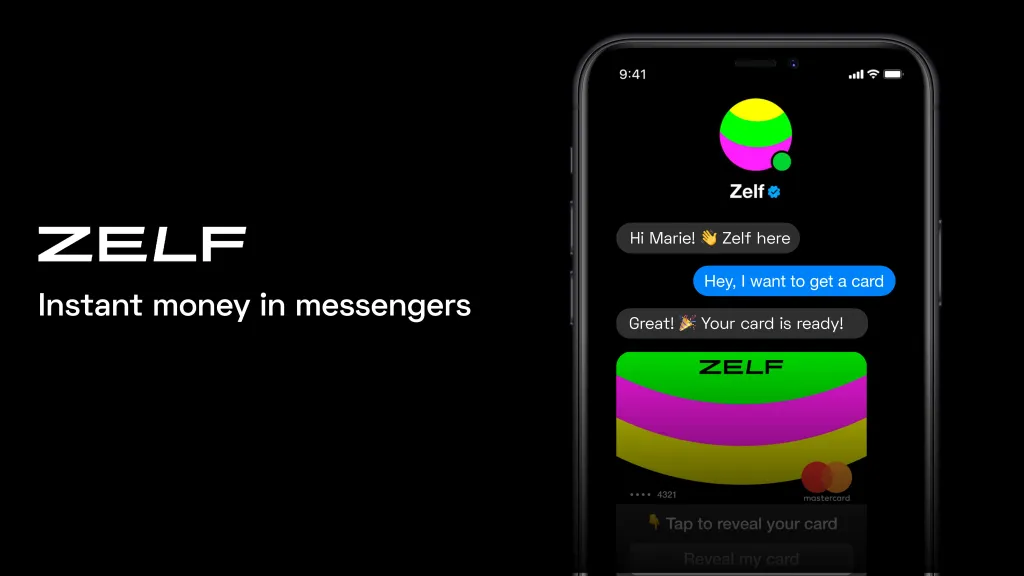 ZELF
Instant money in messengers
9:41
Zelf
Hi Marie! 👋 Zelf here
Hey, I want to get a card
Great! 🎉 Your card is ready!
ZELF
•••• 4321
mastercard
👇 Tap to reveal your card
Reveal my card